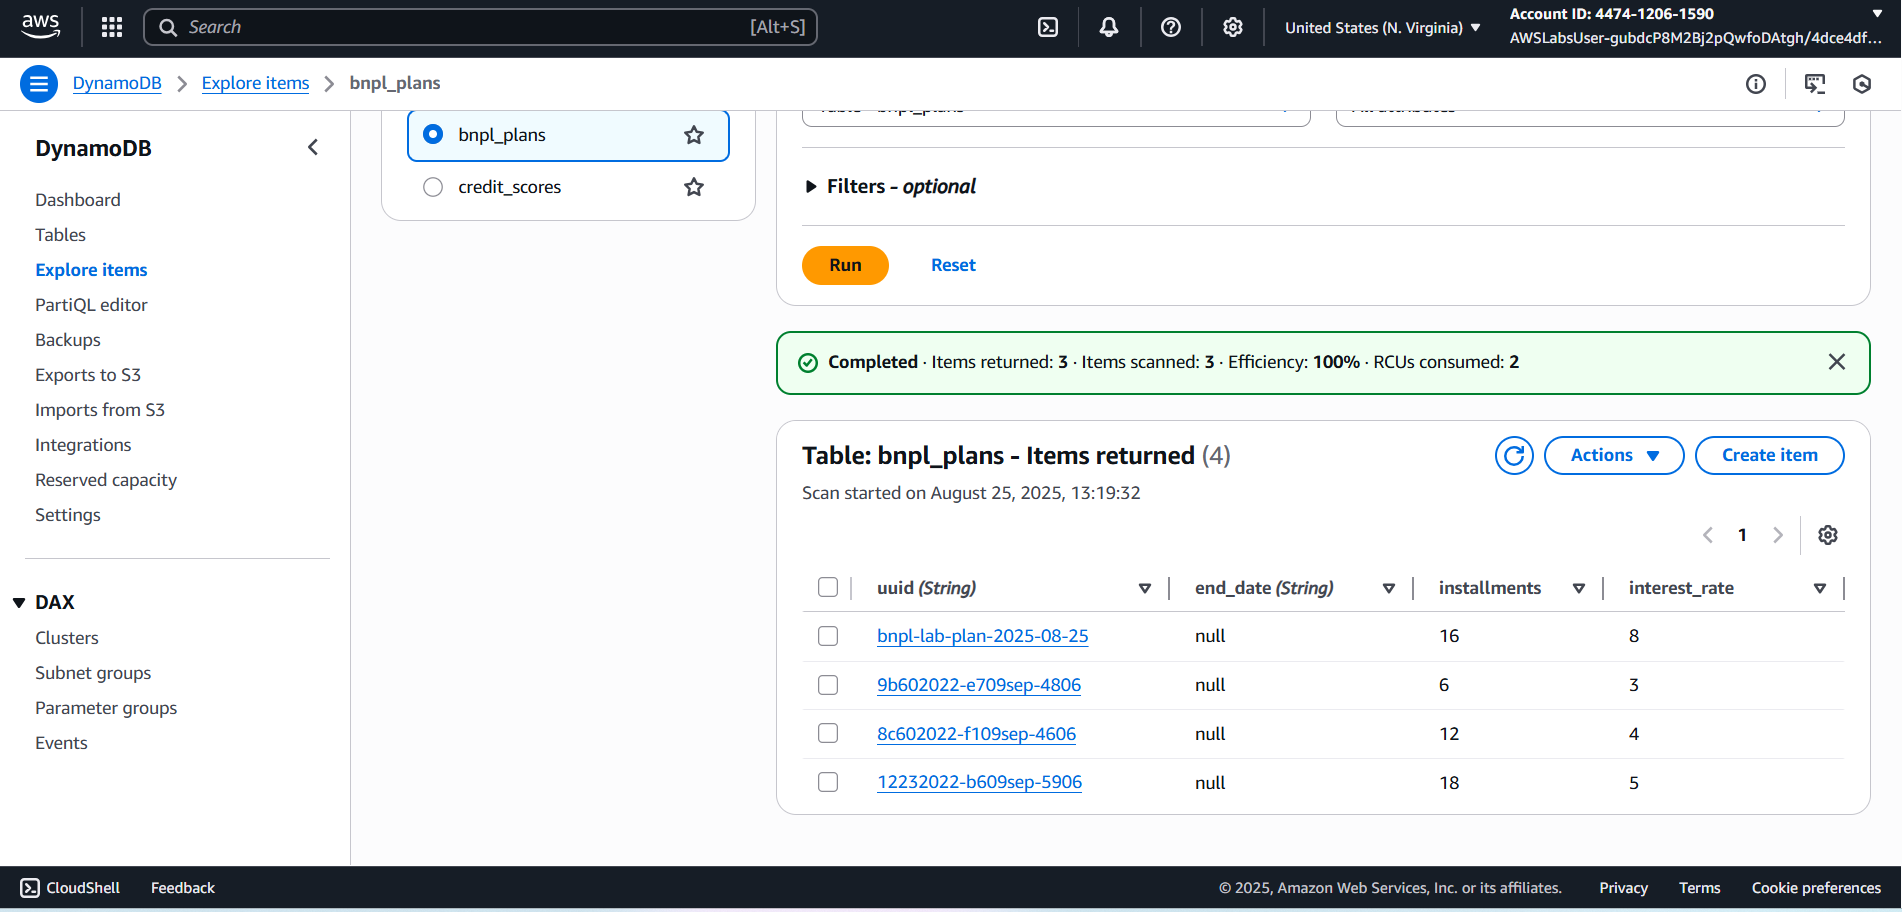 aws
Search [Alt+S]
United States (N. Virginia)
Account ID: 4474-1206-1590
AWSLabsUser-gubdcP8M2Bj2pQwfoDAtgh/4dce4df...
DynamoDB
Explore items
bnpl_plans
DynamoDB
Dashboard
Tables
Explore items
PartiQL editor
Backups
Exports to S3
Imports from S3
Integrations
Reserved capacity
Settings
DAX
Clusters
Subnet groups
Parameter groups
Events
bnpl_plans
credit_scores
Filters - optional
Run Reset
Completed · Items returned: 3 · Items scanned: 3 · Efficiency: 100% · RCUs consumed: 2
Table: bnpl_plans - Items returned (4)
Actions
Create item
Scan started on August 25, 2025, 13:19:32
1
uuid (String) end_date (String) installments interest_rate
bnpl-lab-plan-2025-08-25 null 16 8
9b602022-e709sep-4806 null 6 3
8c602022-f109sep-4606 null 12 4
12232022-b609sep-5906 null 18 5
CloudShell Feedback © 2025, Amazon Web Services, Inc. or its affiliates. Privacy Terms Cookie preferences